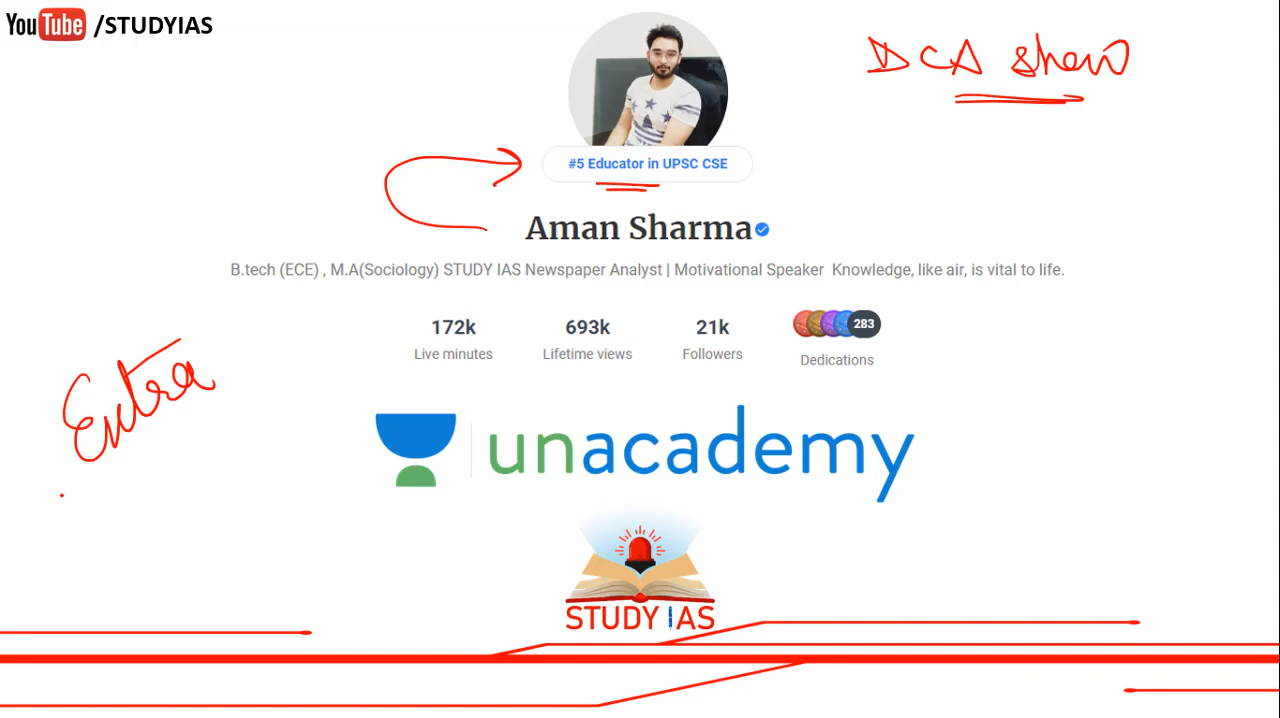 YouTube /STUDYIAS
DCA show
#5 Educator in UPSC CSE
Aman Sharma
B.tech (ECE) , M.A(Sociology) STUDY IAS Newspaper Analyst | Motivational Speaker Knowledge, like air, is vital to life.
172k 693k 21k 283
Live minutes Lifetime views Followers Dedications
Extra
unacademy
STUDY IAS